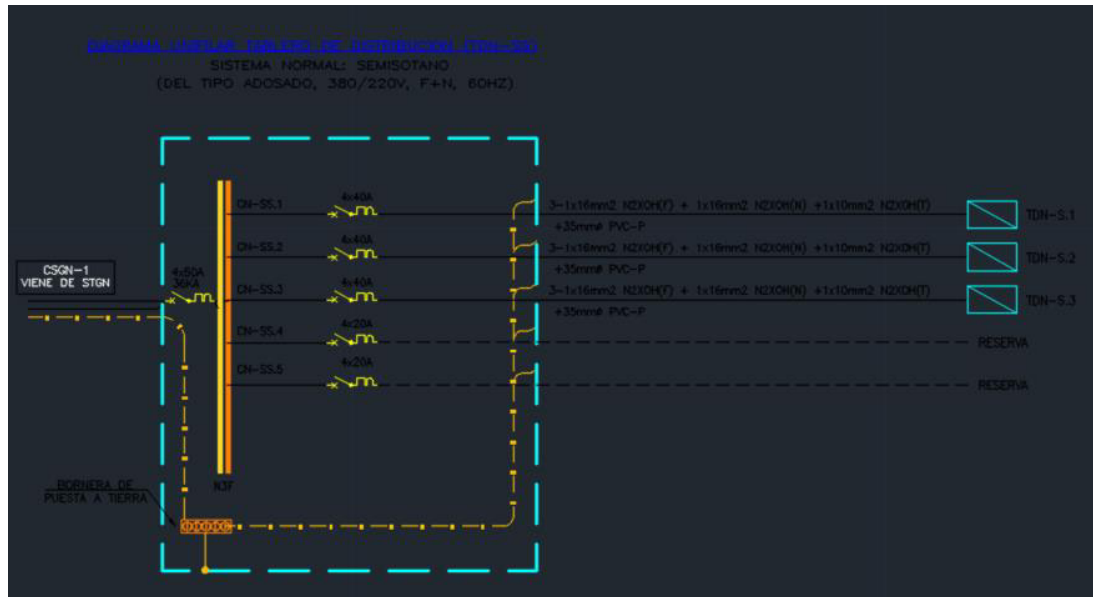 DIAGRAMA UNIFILAR TABLERO DE DISTRIBUCION (TDN-SS)
SISTEMA NORMAL: SEMISOTANO
(DEL TIPO ADOSADO, 380/220V, F+N, 60HZ)
CSGN-1
VIENE DE STGN
4x50A
36KA
CN-SS.1
4x40A
3-1x16mm2 N2XOH(F) + 1x16mm2 N2XOH(N) +1x10mm2 N2XOH(T)
+35mmø PVC-P
TDN-S.1
CN-SS.2
4x40A
3-1x16mm2 N2XOH(F) + 1x16mm2 N2XOH(N) +1x10mm2 N2XOH(T)
+35mmø PVC-P
TDN-S.2
CN-SS.3
4x40A
3-1x16mm2 N2XOH(F) + 1x16mm2 N2XOH(N) +1x10mm2 N2XOH(T)
+35mmø PVC-P
TDN-S.3
CN-SS.4
4x20A
RESERVA
CN-SS.5
4x20A
RESERVA
N3F
BORNERA DE
PUESTA A TIERRA